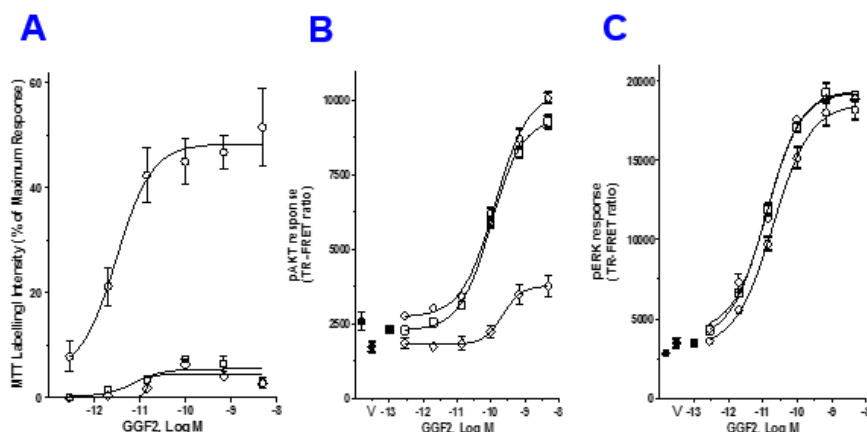 A
B
C
MTT Labelling Intensity (% of Maximum Response)
60
40
20
0
-12
-11
-10
-9
-8
GGF2, Log M
pAKT response
(TR-FRET ratio)
10000
7500
5000
2500
0
V -13
-12
-11
-10
-9
-8
GGF2, Log M
pERK response
(TR-FRET ratio)
20000
15000
10000
5000
0
V -13
-12
-11
-10
-9
-8
GGF2, Log M